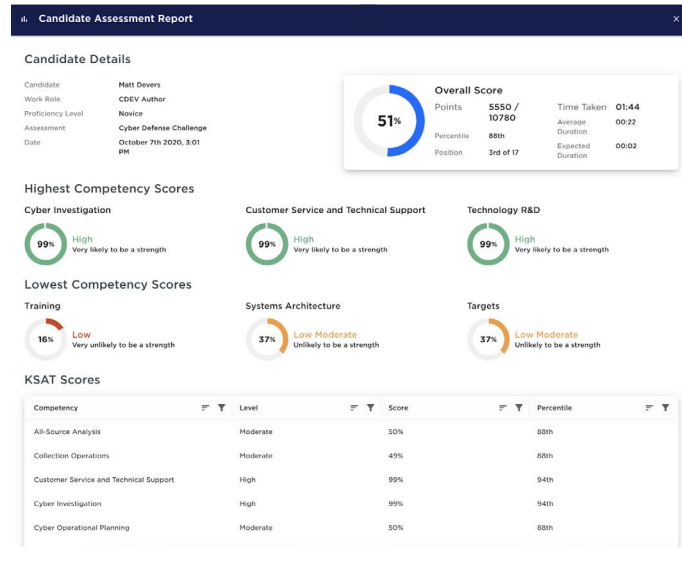 Candidate Assessment Report
Candidate Details
Candidate Matt Devers
Work Role CDEV Author
Proficiency Level Novice
Assessment Cyber Defense Challenge
Date October 7th 2020, 3:01
PM
51%
Overall Score
Points 5550 /
10780
Percentile 88th
Position 3rd of 17
Time Taken 01:44
Average
Duration 00:22
Expected
Duration 00:02
Highest Competency Scores
Cyber Investigation
99%
High
Very likely to be a strength
Customer Service and Technical Support
99%
High
Very likely to be a strength
Technology R&D
99%
High
Very likely to be a strength
Lowest Competency Scores
Training
16%
Low
Very unlikely to be a strength
Systems Architecture
37%
Low Moderate
Unlikely to be a strength
Targets
37%
Low Moderate
Unlikely to be a strength
KSAT Scores
Competency Level Score Percentile
All-Source Analysis Moderate 50% 88th
Collection Operations Moderate 49% 88th
Customer Service and Technical Support High 99% 94th
Cyber Investigation High 99% 94th
Cyber Operational Planning Moderate 50% 88th